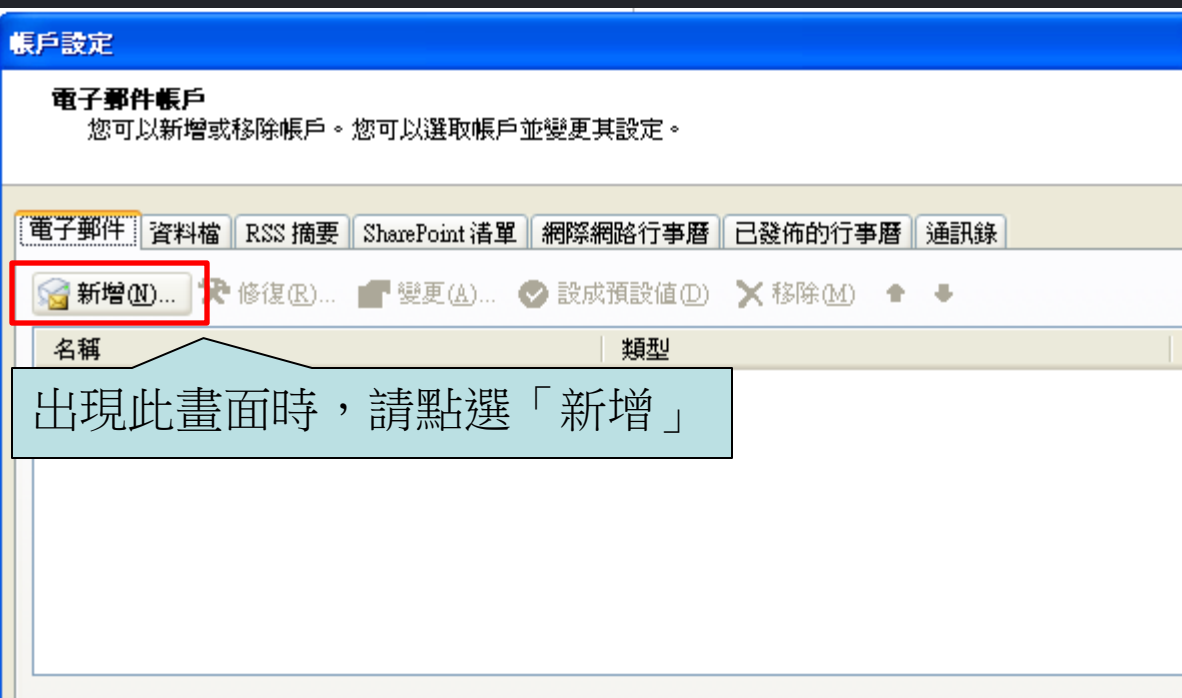 帳戶設定
電子郵件帳戶
您可以新增或移除帳戶。您可以選取帳戶並變更其設定。
電子郵件 資料檔 RSS 摘要 SharePoint 清單 網際網路行事曆 已發佈的行事曆 通訊錄
新增(N)... 修復(R)... 變更(A)... 設成預設值(D) 移除(M)
名稱 類型
出現此畫面時，請點選「新增」